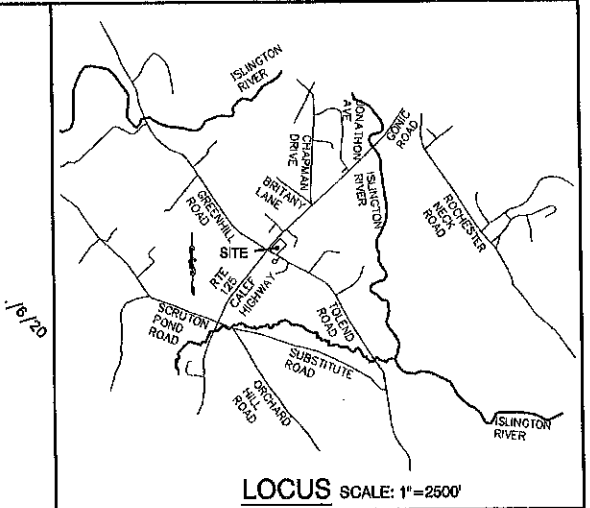 ISLINGTON
RIVER
JONATHON
AVE
GONIC
ROAD
CHAPMAN
DRIVE
ISLINGTON
RIVER
BRITANY
LANE
ROCHESTER
NECK
ROAD
GREENHILL
ROAD
SITE
RTE
125
CALEF
HIGHWAY
TOLEND
ROAD
SCRUTON
POND
ROAD
SUBSTITUTE
ROAD
ORCHARD
HILL
ROAD
ISLINGTON
RIVER
LOCUS SCALE: 1"=2500'
/6/20